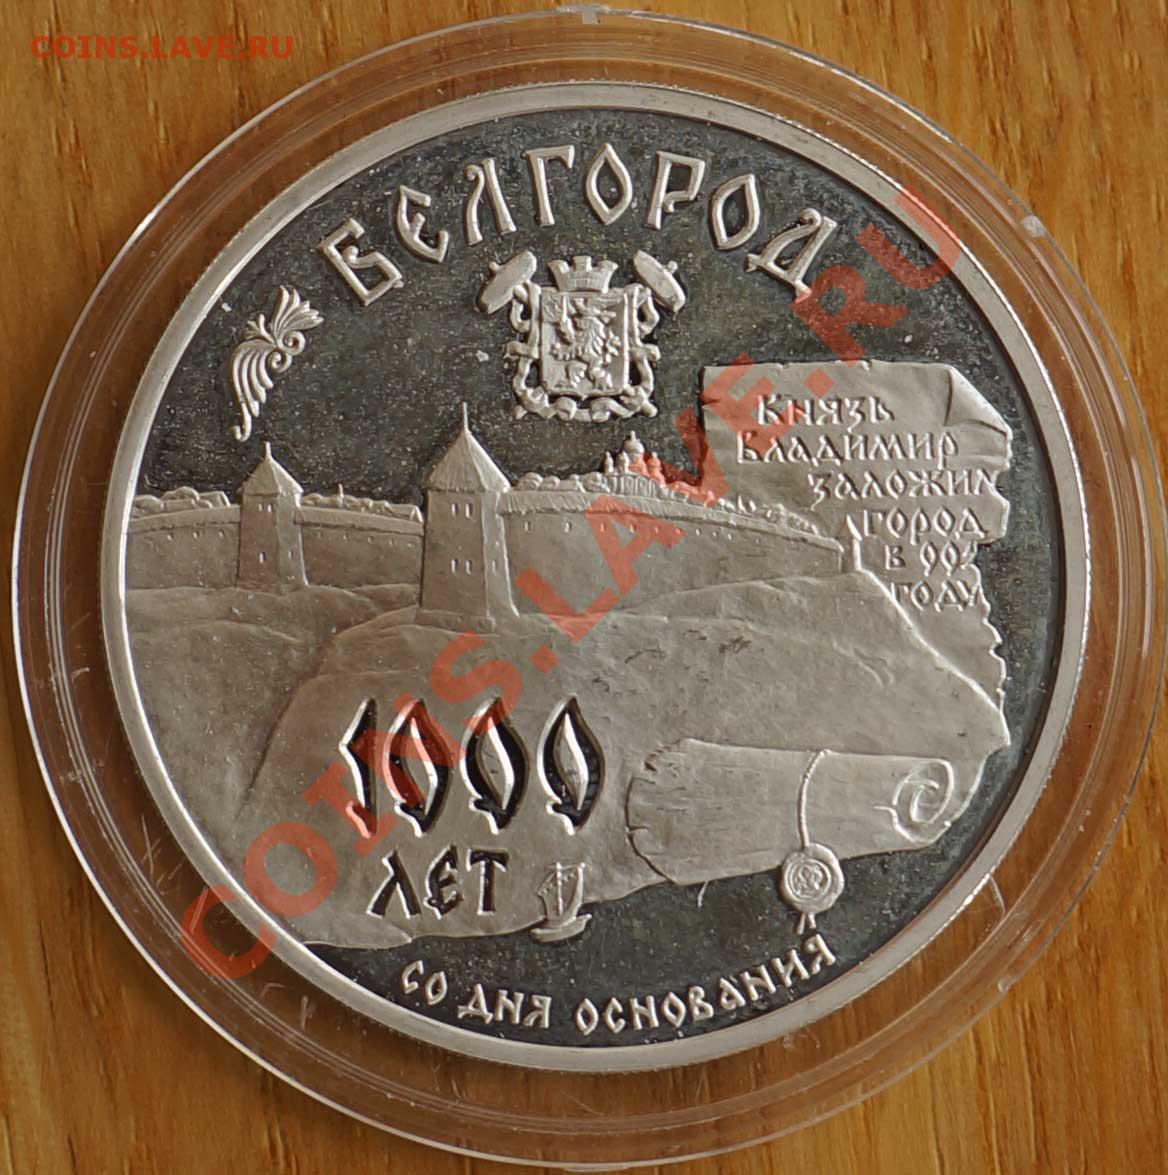 COINS.LAVE.RU
БЕЛГОРОД
КНЯЗЬ
ВЛАДИМИР
ЗАЛОЖИЛ
ГОРОД
В
ГОДУ
1000
ЛЕТ
СО ДНЯ ОСНОВАНИЯ
COINS.LAVE.RU